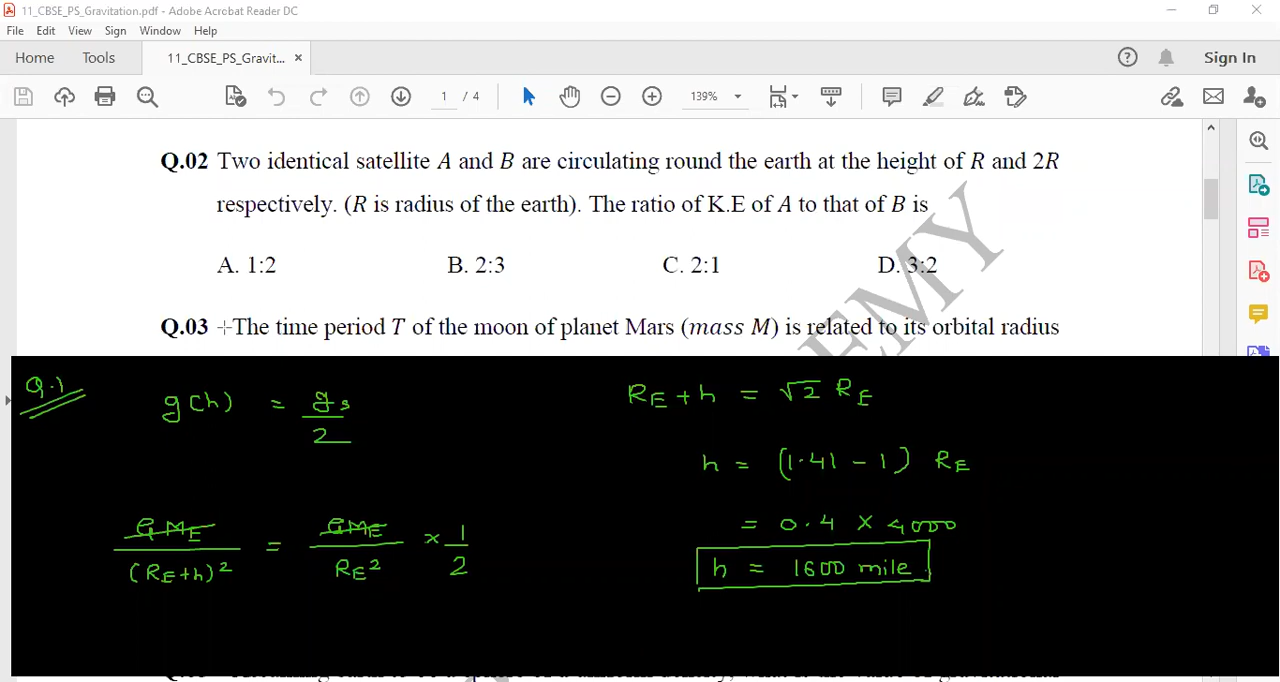 11_CBSE_PS_Gravitation.pdf - Adobe Acrobat Reader DC
File Edit View Sign Window Help
Home Tools 11_CBSE_PS_Gravit... × Sign In
1 / 4 139%
Q.02 Two identical satellite A and B are circulating round the earth at the height of R and 2R
respectively. (R is radius of the earth). The ratio of K.E of A to that of B is
A. 1:2 B. 2:3 C. 2:1 D. 3:2
EMY
Q.03 The time period T of the moon of planet Mars (mass M) is related to its orbital radius
Q.1
g(h) = gs/2
GME/(RE+h)² = GME/RE² × 1/2
RE+h = √2 RE
h = (1.41 - 1) RE
= 0.4 × 4000
h = 1600 mile